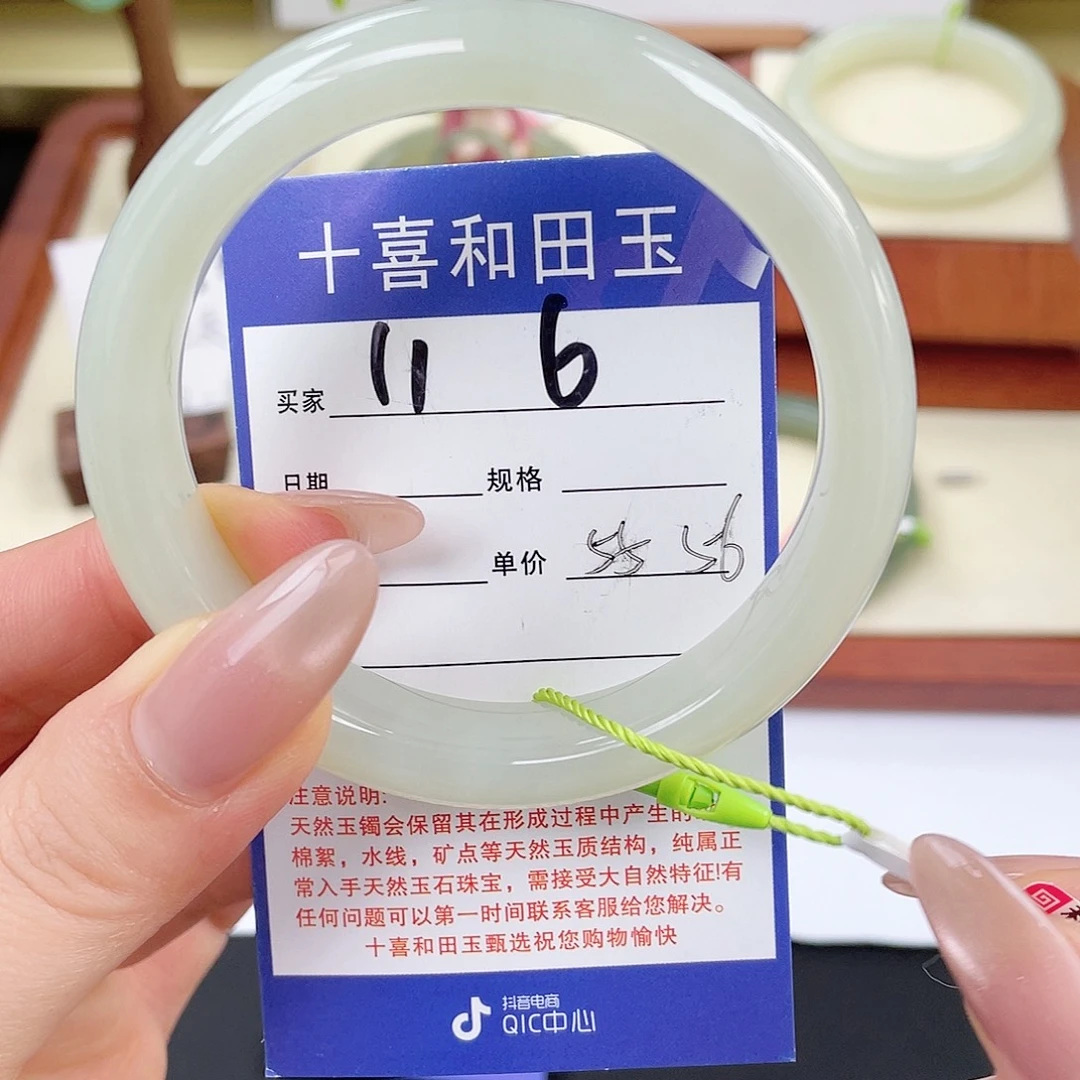 十喜和田玉
买家 11 6
日期 规格
单价 56
注意说明:
天然玉镯会保留其在形成过程中产生的
棉絮，水线，矿点等天然玉质结构，纯属正
常入手天然玉石珠宝，需接受大自然特征!有
任何问题可以第一时间联系客服给您解决。
十喜和田玉甄选祝您购物愉快
抖音电商
QIC中心